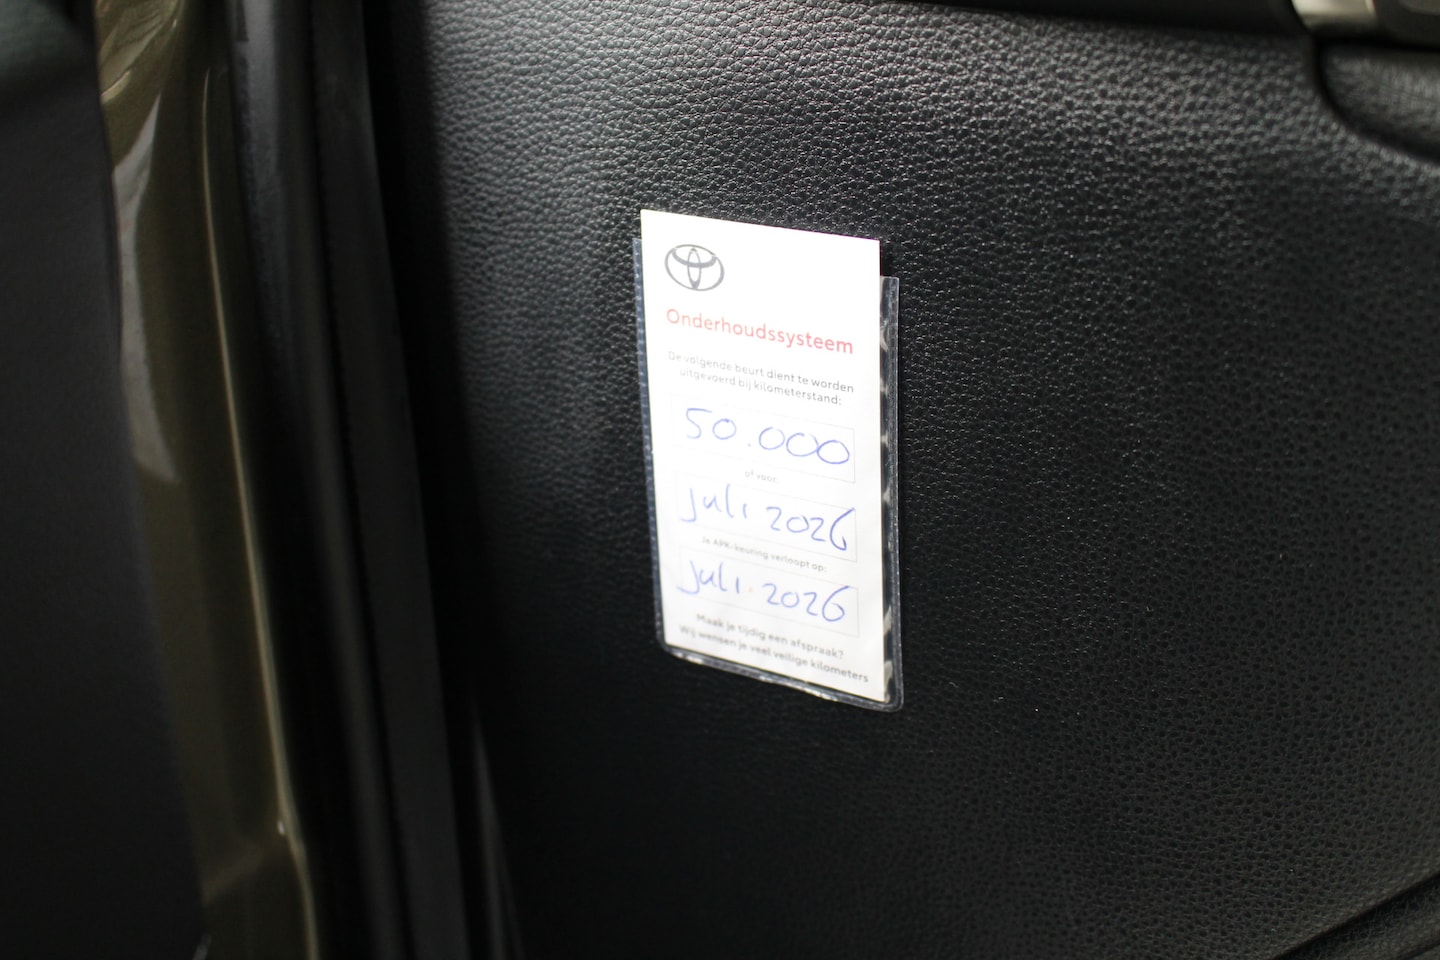 Onderhoudssysteem
De volgende beurt dient te worden
uitgevoerd bij kilometerstand:
50.000
of voor:
juli 2026
Je APK-keuring verloopt op:
juli. 2026
Maak je tijdig een afspraak?
Wij wensen je veel veilige kilometers